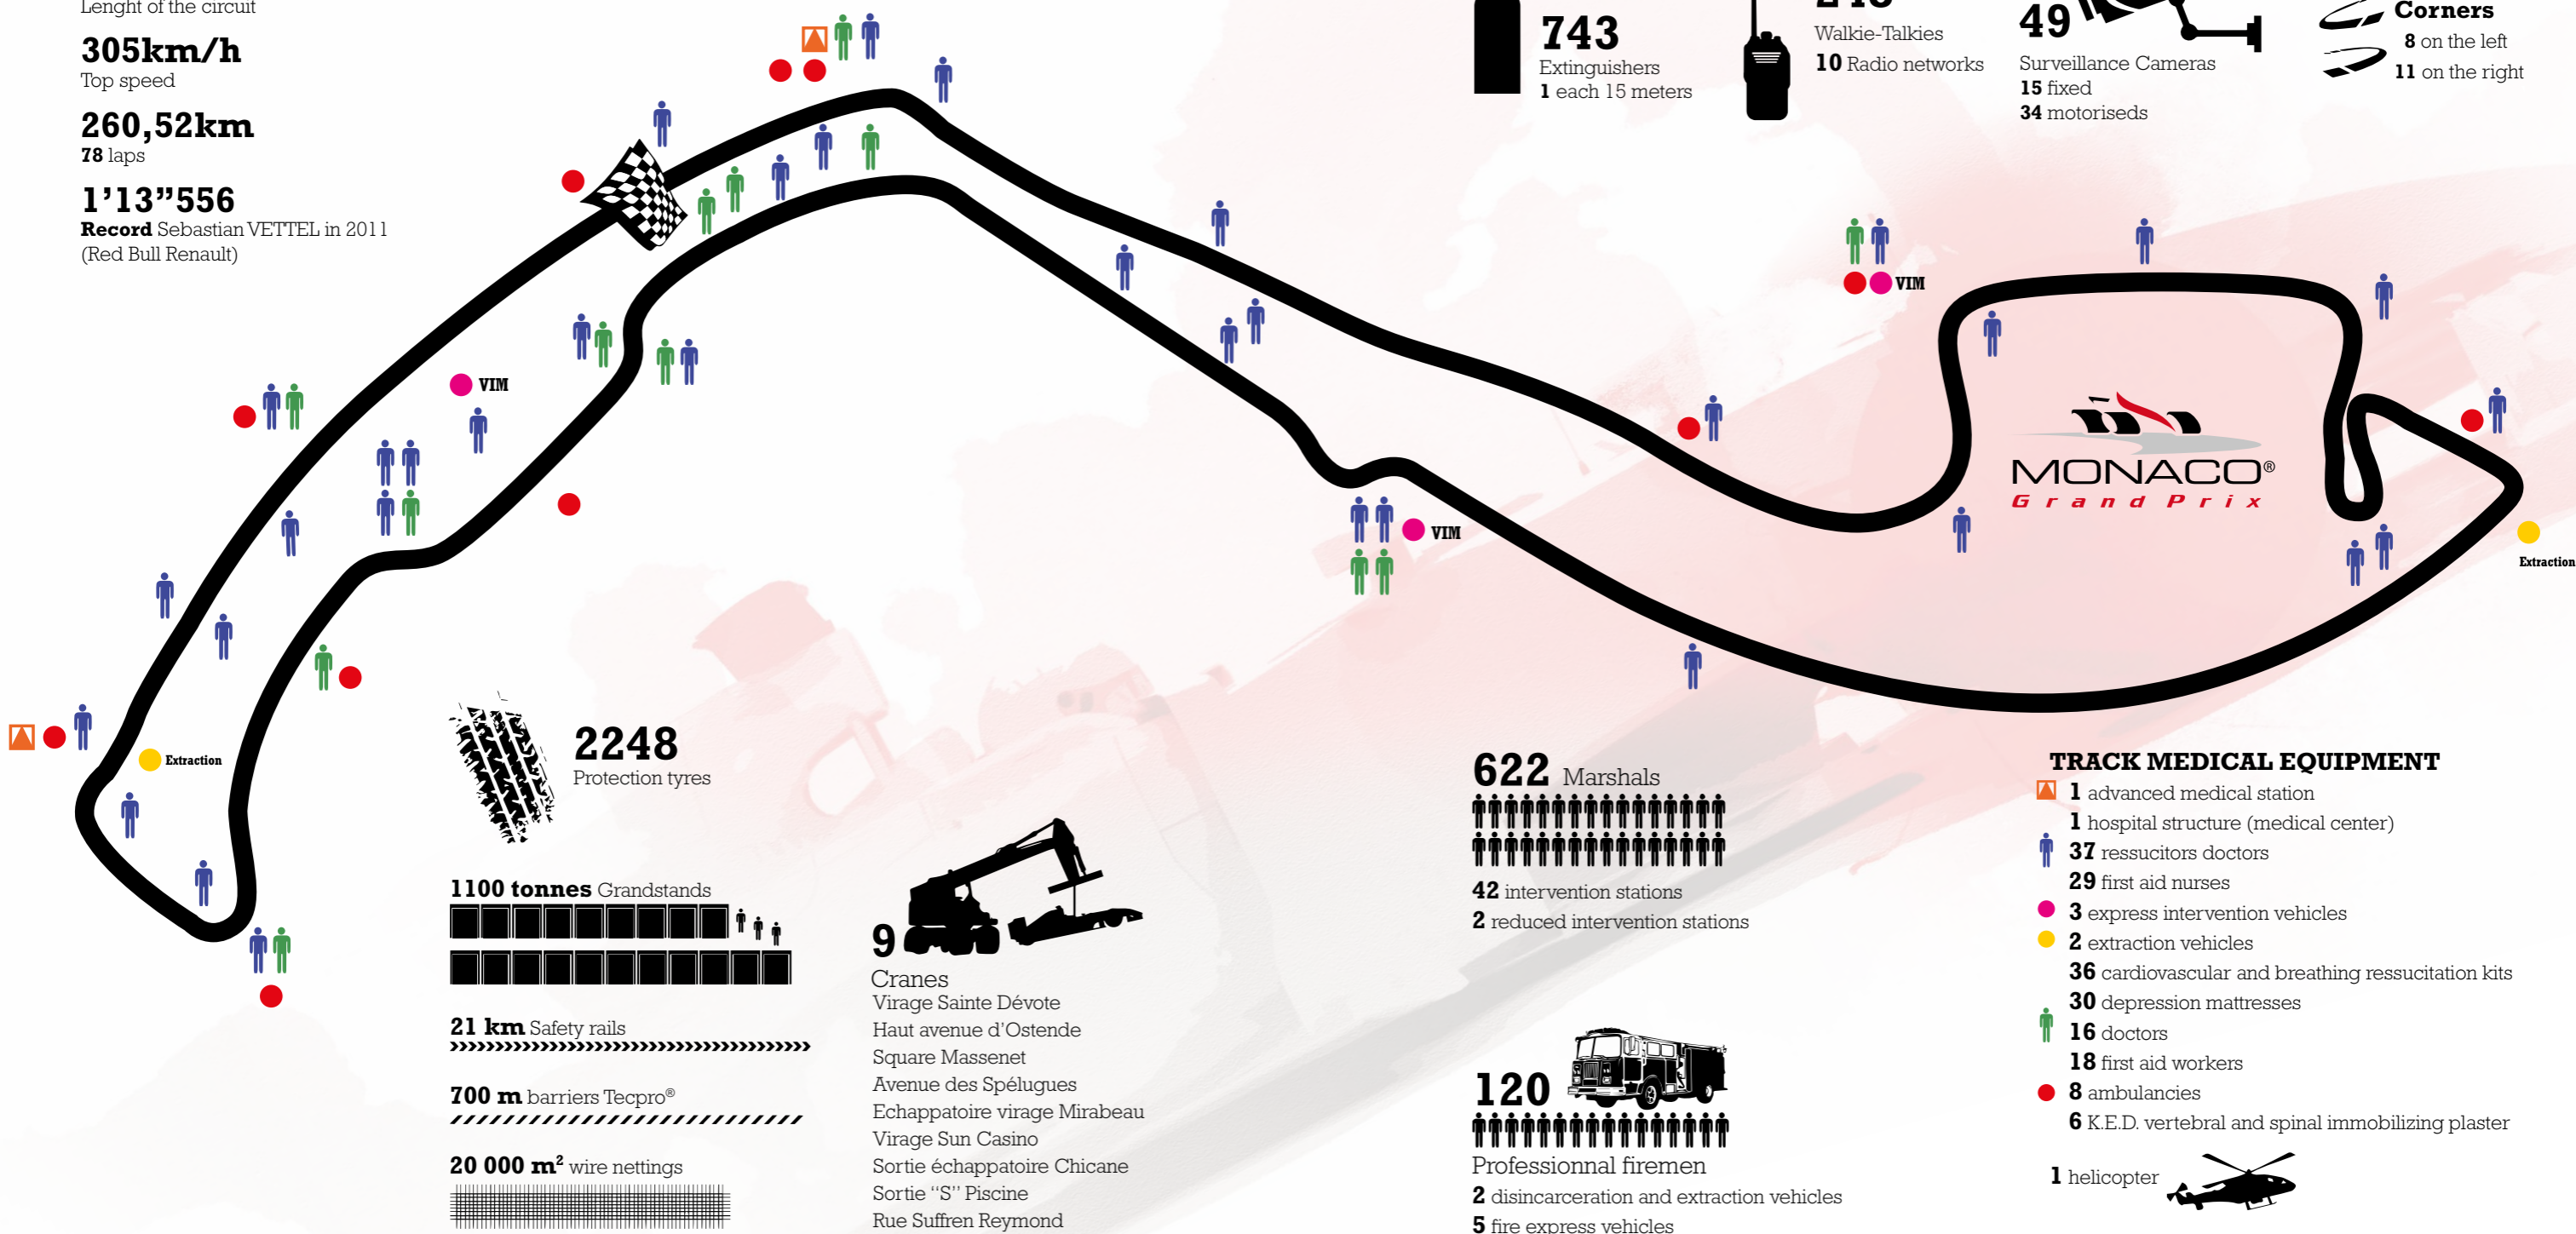 Lenght of the circuit
305km/h
Top speed
260,52km
78 laps
1'13”556
Record Sebastian VETTEL in 2011
(Red Bull Renault)
743
Extinguishers
1 each 15 meters
Walkie-Talkies
10 Radio networks
49
Surveillance Cameras
15 fixed
34 motoriseds
Corners
8 on the left
11 on the right
VIM
VIM
VIM
Extraction
Extraction
MONACO®
Grand Prix
2248
Protection tyres
1100 tonnes Grandstands
21 km Safety rails
700 m barriers Tecpro®
20 000 m² wire nettings
9
Cranes
Virage Sainte Dévote
Haut avenue d'Ostende
Square Massenet
Avenue des Spélugues
Echappatoire virage Mirabeau
Virage Sun Casino
Sortie échappatoire Chicane
Sortie “S” Piscine
Rue Suffren Reymond
622 Marshals
42 intervention stations
2 reduced intervention stations
120
Professionnal firemen
2 disincarceration and extraction vehicles
5 fire express vehicles
TRACK MEDICAL EQUIPMENT
1 advanced medical station
1 hospital structure (medical center)
37 ressucitors doctors
29 first aid nurses
3 express intervention vehicles
2 extraction vehicles
36 cardiovascular and breathing ressucitation kits
30 depression mattresses
16 doctors
18 first aid workers
8 ambulancies
6 K.E.D. vertebral and spinal immobilizing plaster
1 helicopter